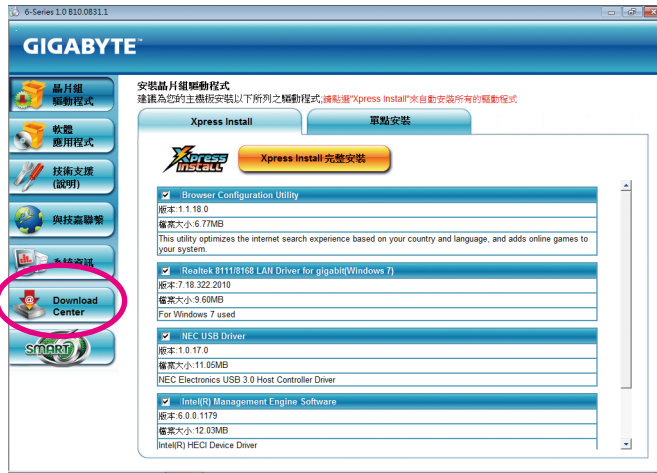 6-Series 1.0 B10.0831.1
GIGABYTE™
晶片組
驅動程式
軟體
應用程式
技術支援
(說明)
與技嘉聯繫
系統資訊
Download
Center
SMART
安裝晶片組驅動程式
建議為您的主機板安裝以下所列之驅動程式;請點選"Xpress Install"來自動安裝所有的驅動程式
Xpress Install
單點安裝
Xpress
INSTALL
Xpress Install 完整安裝
Browser Configuration Utility
版本:1.1.18.0
檔案大小:6.77MB
This utility optimizes the internet search experience based on your country and language, and adds online games to
your system.
Realtek 8111/8168 LAN Driver for gigabit(Windows 7)
版本:7.18.322.2010
檔案大小:9.60MB
For Windows 7 used
NEC USB Driver
版本:1.0.17.0
檔案大小:11.05MB
NEC Electronics USB 3.0 Host Controller Driver
Intel(R) Management Engine Software
版本:6.0.0.1179
檔案大小:12.03MB
Intel(R) HECI Device Driver